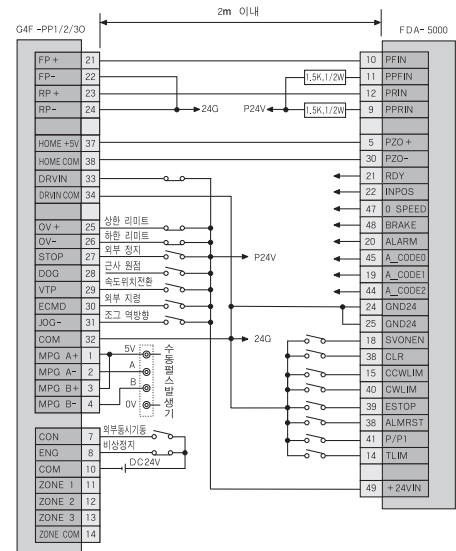 2m 이내
G4F -PP1/2/3O
FDA- 5000
FP + 21
FP- 22
RP + 23
RP- 24
HOME +5V 37
HOME COM 38
DRVIN 33
DRVIN COM 34
OV + 25 상한 리미트
OV- 26 하한 리미트
STOP 27 외부 정지
DOG 28 근사 원점
VTP 29 속도위치전환
ECMD 30 외부 지령
JOG- 31 조그 역방향
COM 32
MPG A+ 1
MPG A- 2
MPG B+ 3
MPG B- 4
5V
A
B
0V
수동펄스발생기
CON 7 외부동시기동
ENG 8 비상정지
COM 10 DC24V
ZONE 1 11
ZONE 2 12
ZONE 3 13
ZONE COM 14
24G
P24V
1.5K,1/2W
1.5K,1/2W
P24V
24G
10 PFIN
11 PPFIN
12 PRIN
9 PPRIN
5 PZO +
30 PZO-
21 RDY
22 INPOS
47 0 SPEED
48 BRAKE
20 ALARM
45 A_CODE0
19 A_CODE1
44 A_CODE2
24 GND24
25 GND24
18 SVONEN
38 CLR
15 CCWLIM
40 CWLIM
39 ESTOP
38 ALMRST
41 P/P1
14 TLIM
49 +24VIN